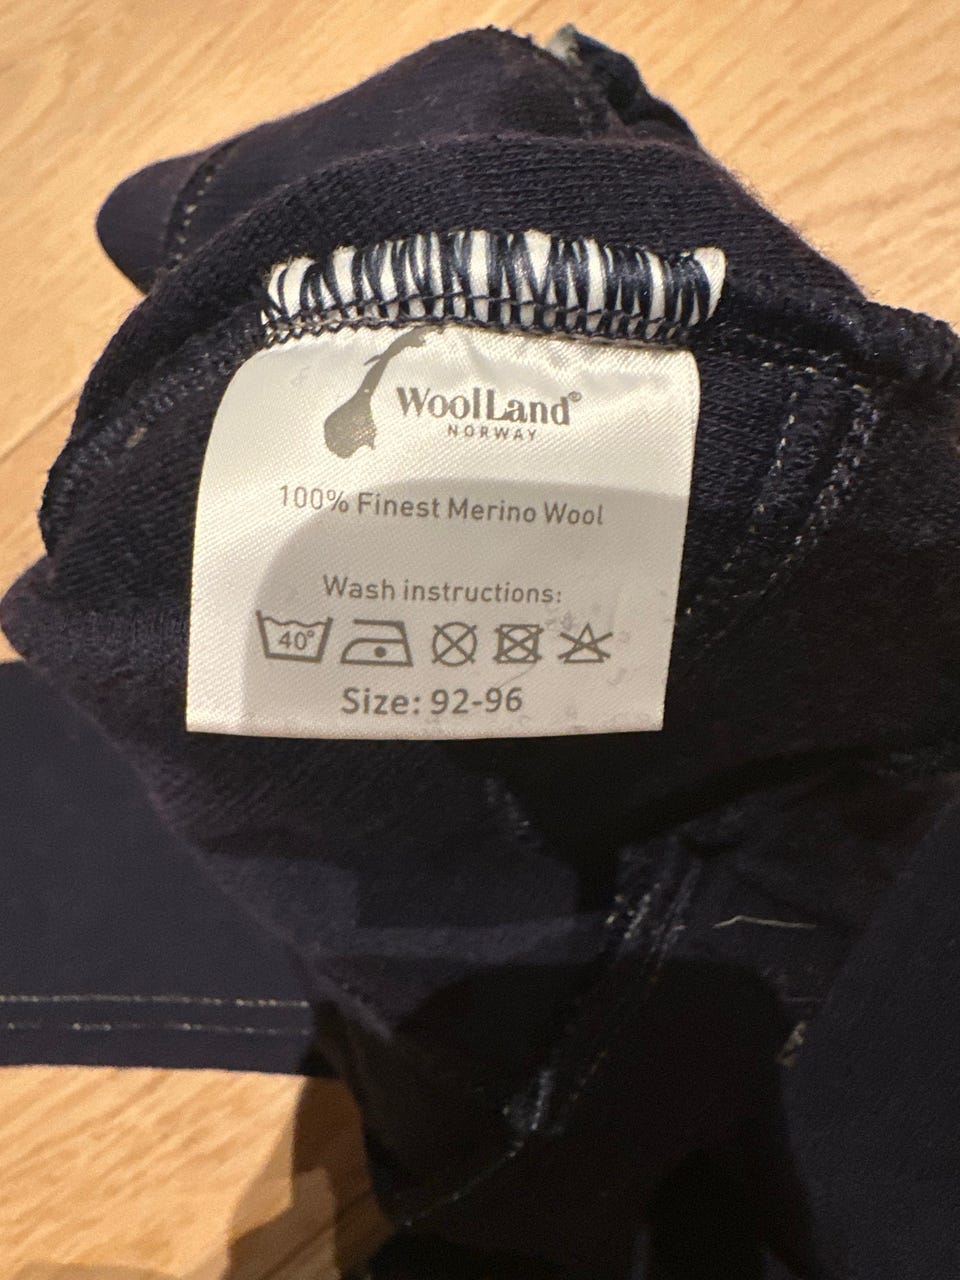 WoolLand®
NORWAY
100% Finest Merino Wool
Wash instructions:
40°
Size: 92-96